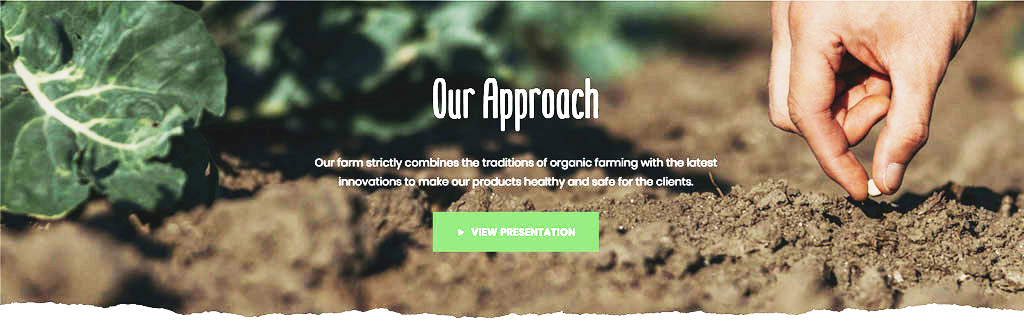 Our Approach
Our farm strictly combines the traditions of organic farming with the latest
innovations to make our products healthy and safe for the clients.
VIEW PRESENTATION